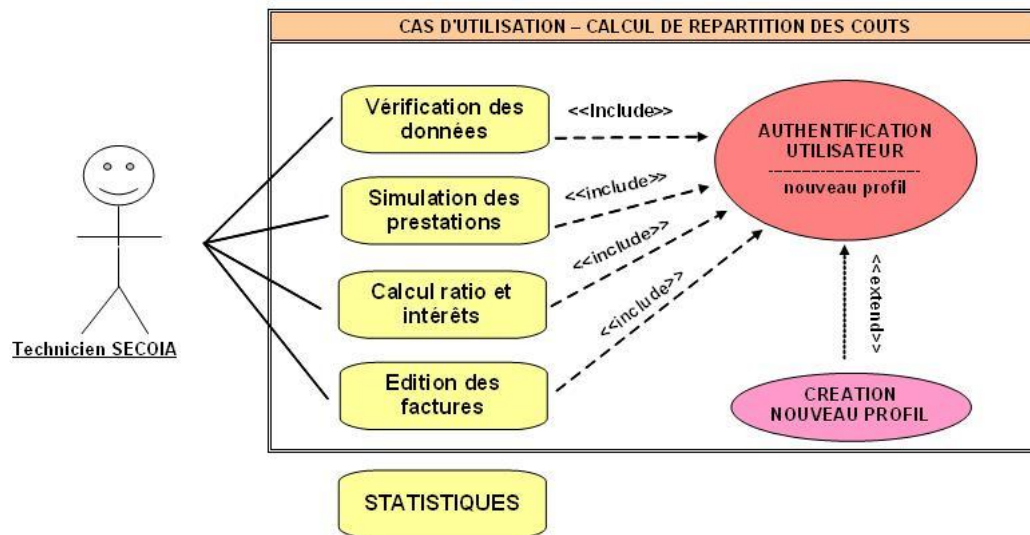 CAS D'UTILISATION – CALCUL DE REPARTITION DES COUTS
Vérification des
données
<<Include>>
AUTHENTIFICATION
UTILISATEUR
--------------------
nouveau profil
Simulation des
prestations
<<include>>
Calcul ratio et
intérêts
<<include>>
<<extend>>
Technicien SECOIA
Edition des
factures
<<include>>
CREATION
NOUVEAU PROFIL
STATISTIQUES